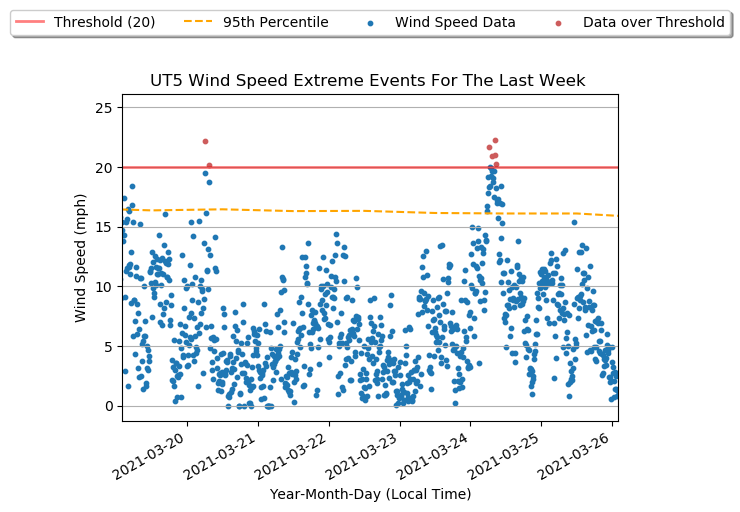 Threshold (20) 95th Percentile Wind Speed Data Data over Threshold
UT5 Wind Speed Extreme Events For The Last Week
25
20
15
10
5
0
Wind Speed (mph)
2021-03-20 2021-03-21 2021-03-22 2021-03-23 2021-03-24 2021-03-25 2021-03-26
Year-Month-Day (Local Time)